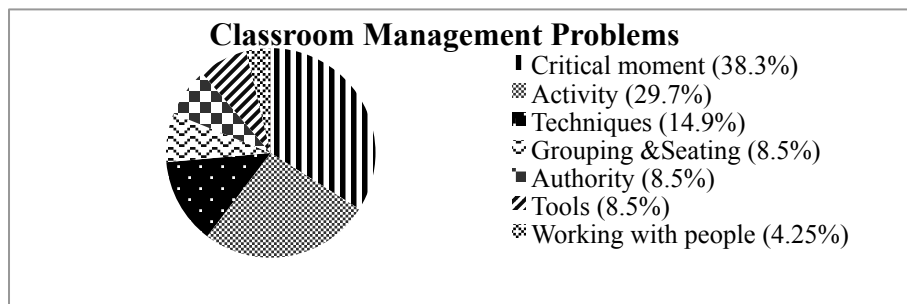 Classroom Management Problems
Critical moment (38.3%)
Activity (29.7%)
Techniques (14.9%)
Grouping &Seating (8.5%)
Authority (8.5%)
Tools (8.5%)
Working with people (4.25%)